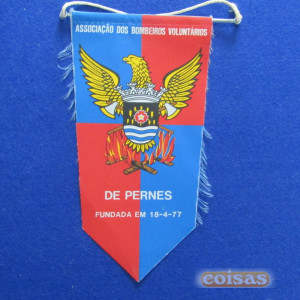 ASSOCIAÇÃO DOS BOMBEIROS VOLUNTÁRIOS
DE PERNES
FUNDADA EM 18-4-77
coisas